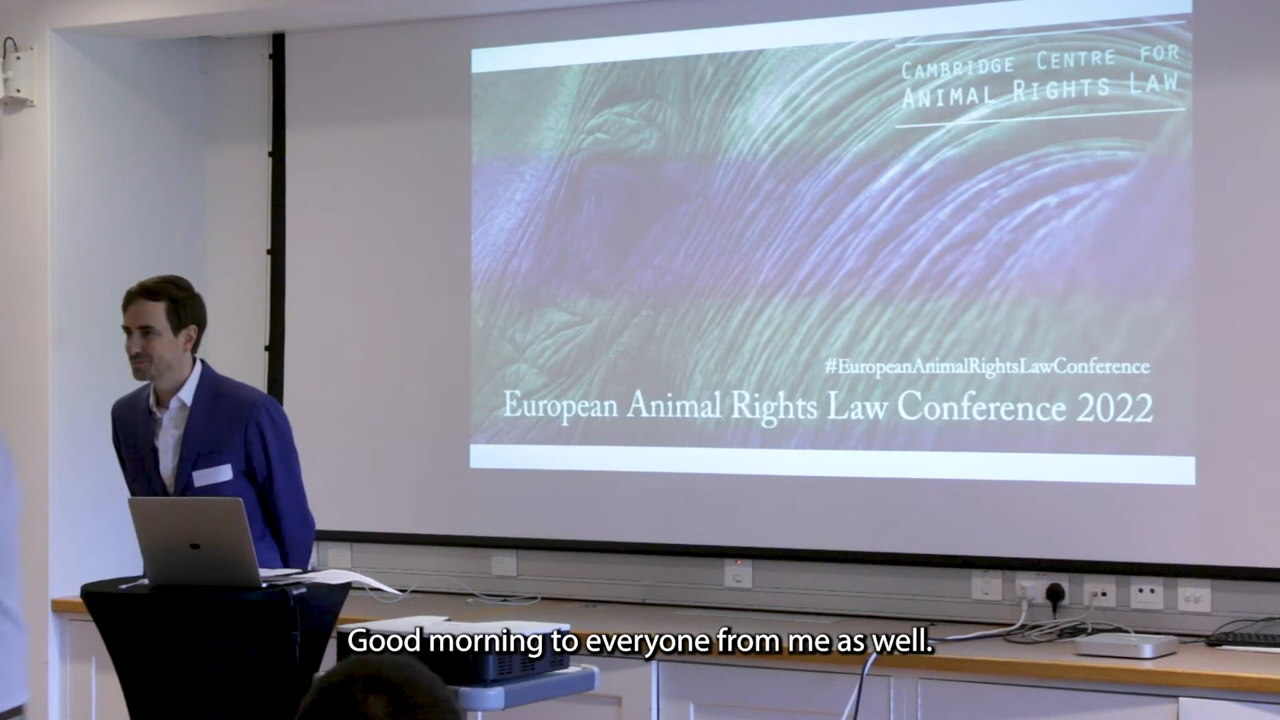 CAMBRIDGE CENTRE FOR
ANIMAL RIGHTS LAW
#EuropeanAnimalRightsLawConference
European Animal Rights Law Conference 2022
Good morning to everyone from me as well.